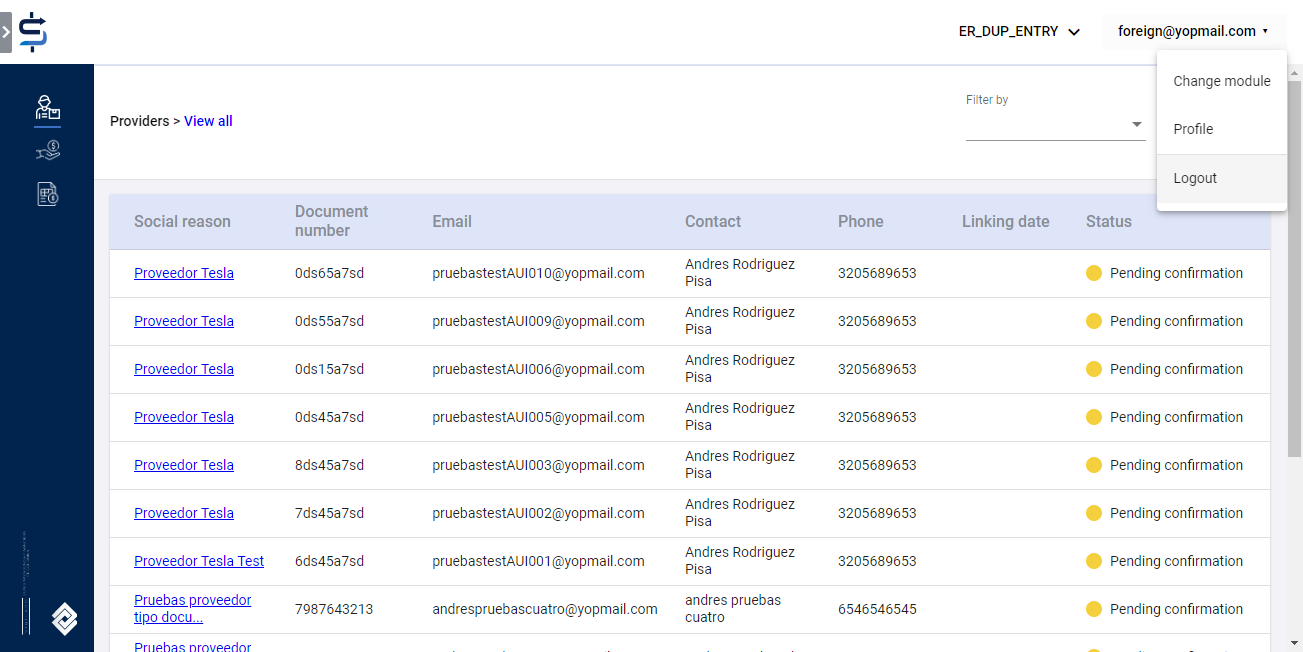 ER_DUP_ENTRY
foreign@yopmail.com
Change module
Profile
Logout
Providers > View all
Filter by
Social reason Document number Email Contact Phone Linking date Status
Proveedor Tesla 0ds65a7sd pruebastestAUI010@yopmail.com Andres Rodriguez Pisa 3205689653 Pending confirmation
Proveedor Tesla 0ds55a7sd pruebastestAUI009@yopmail.com Andres Rodriguez Pisa 3205689653 Pending confirmation
Proveedor Tesla 0ds15a7sd pruebastestAUI006@yopmail.com Andres Rodriguez Pisa 3205689653 Pending confirmation
Proveedor Tesla 0ds45a7sd pruebastestAUI005@yopmail.com Andres Rodriguez Pisa 3205689653 Pending confirmation
Proveedor Tesla 8ds45a7sd pruebastestAUI003@yopmail.com Andres Rodriguez Pisa 3205689653 Pending confirmation
Proveedor Tesla 7ds45a7sd pruebastestAUI002@yopmail.com Andres Rodriguez Pisa 3205689653 Pending confirmation
Proveedor Tesla Test 6ds45a7sd pruebastestAUI001@yopmail.com Andres Rodriguez Pisa 3205689653 Pending confirmation
Pruebas proveedor tipo docu... 7987643213 andrespruebascuatro@yopmail.com andres pruebas cuatro 6546546545 Pending confirmation
Pruebas proveedor